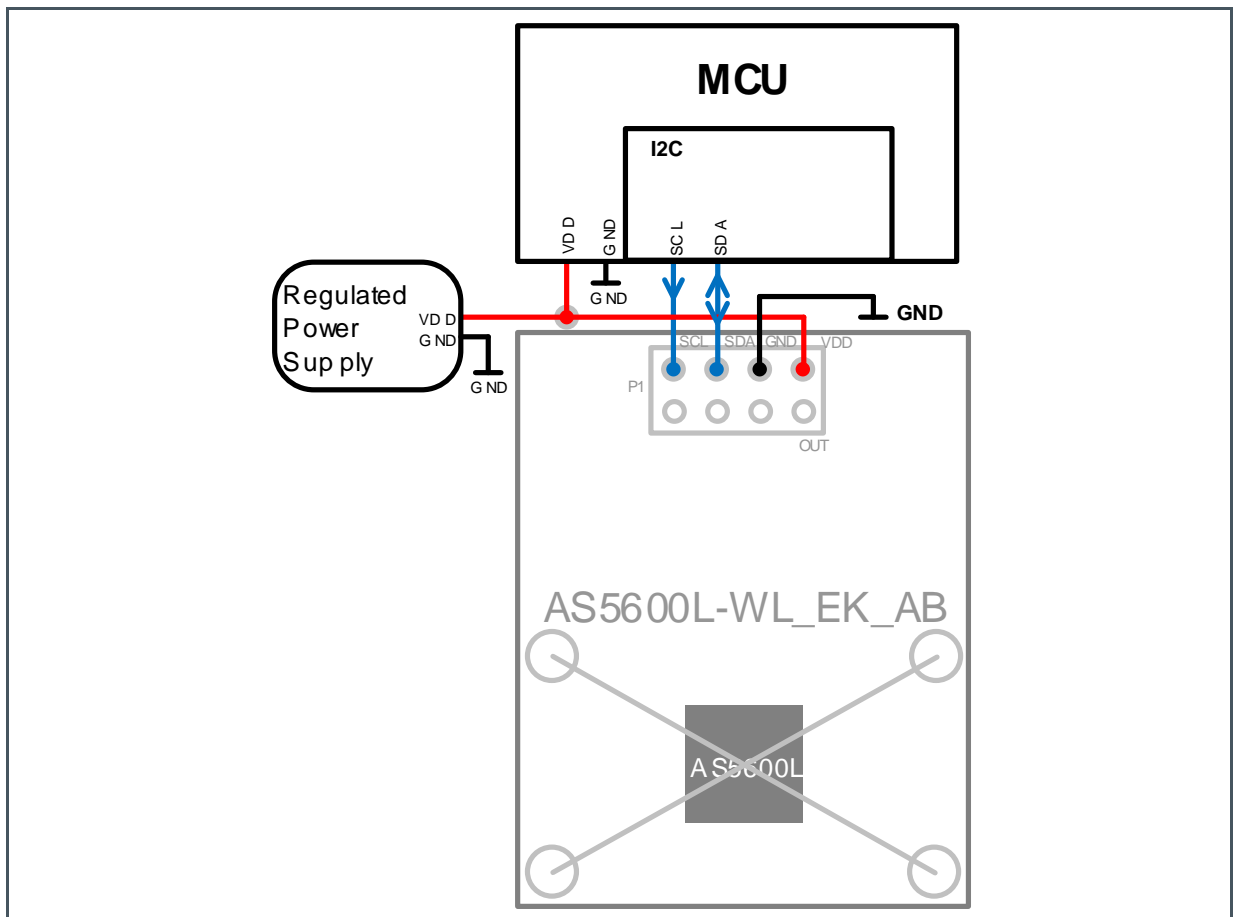 MCU
I2C
VDD
GND
SCL
SDA
GND
Regulated
Power
Supply
VDD
GND
GND
GND
SCL SDA GND VDD
P1
OUT
AS5600L-WL_EK_AB
AS5600L